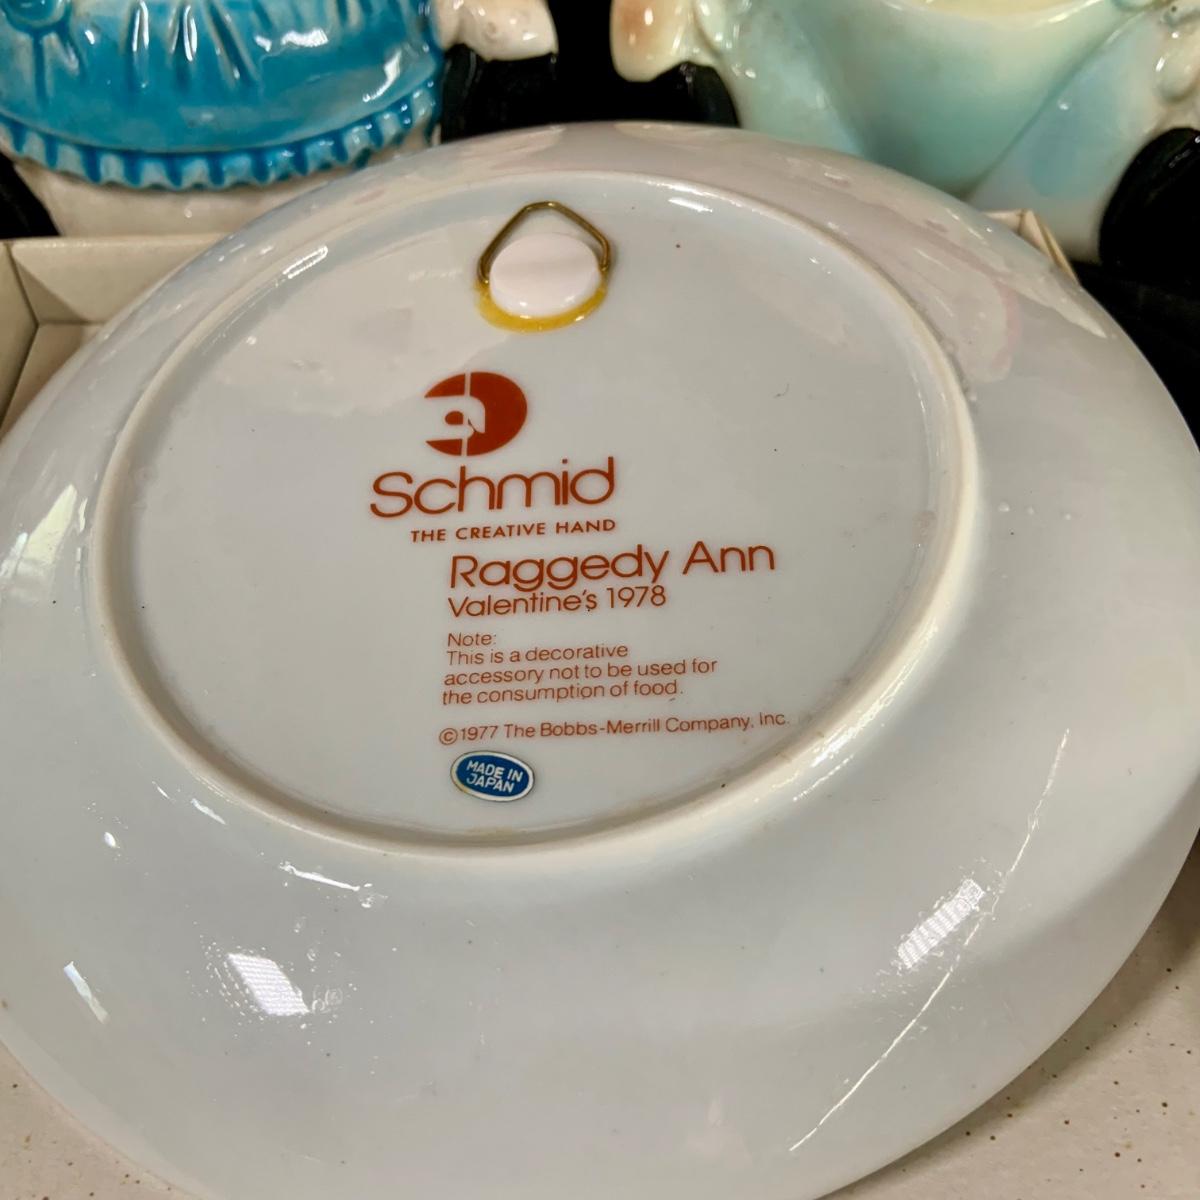 Schmid
THE CREATIVE HAND
Raggedy Ann
Valentine's 1978
Note:
This is a decorative
accessory not to be used for
the consumption of food.
©1977 The Bobbs-Merrill Company, Inc.
MADE IN
JAPAN